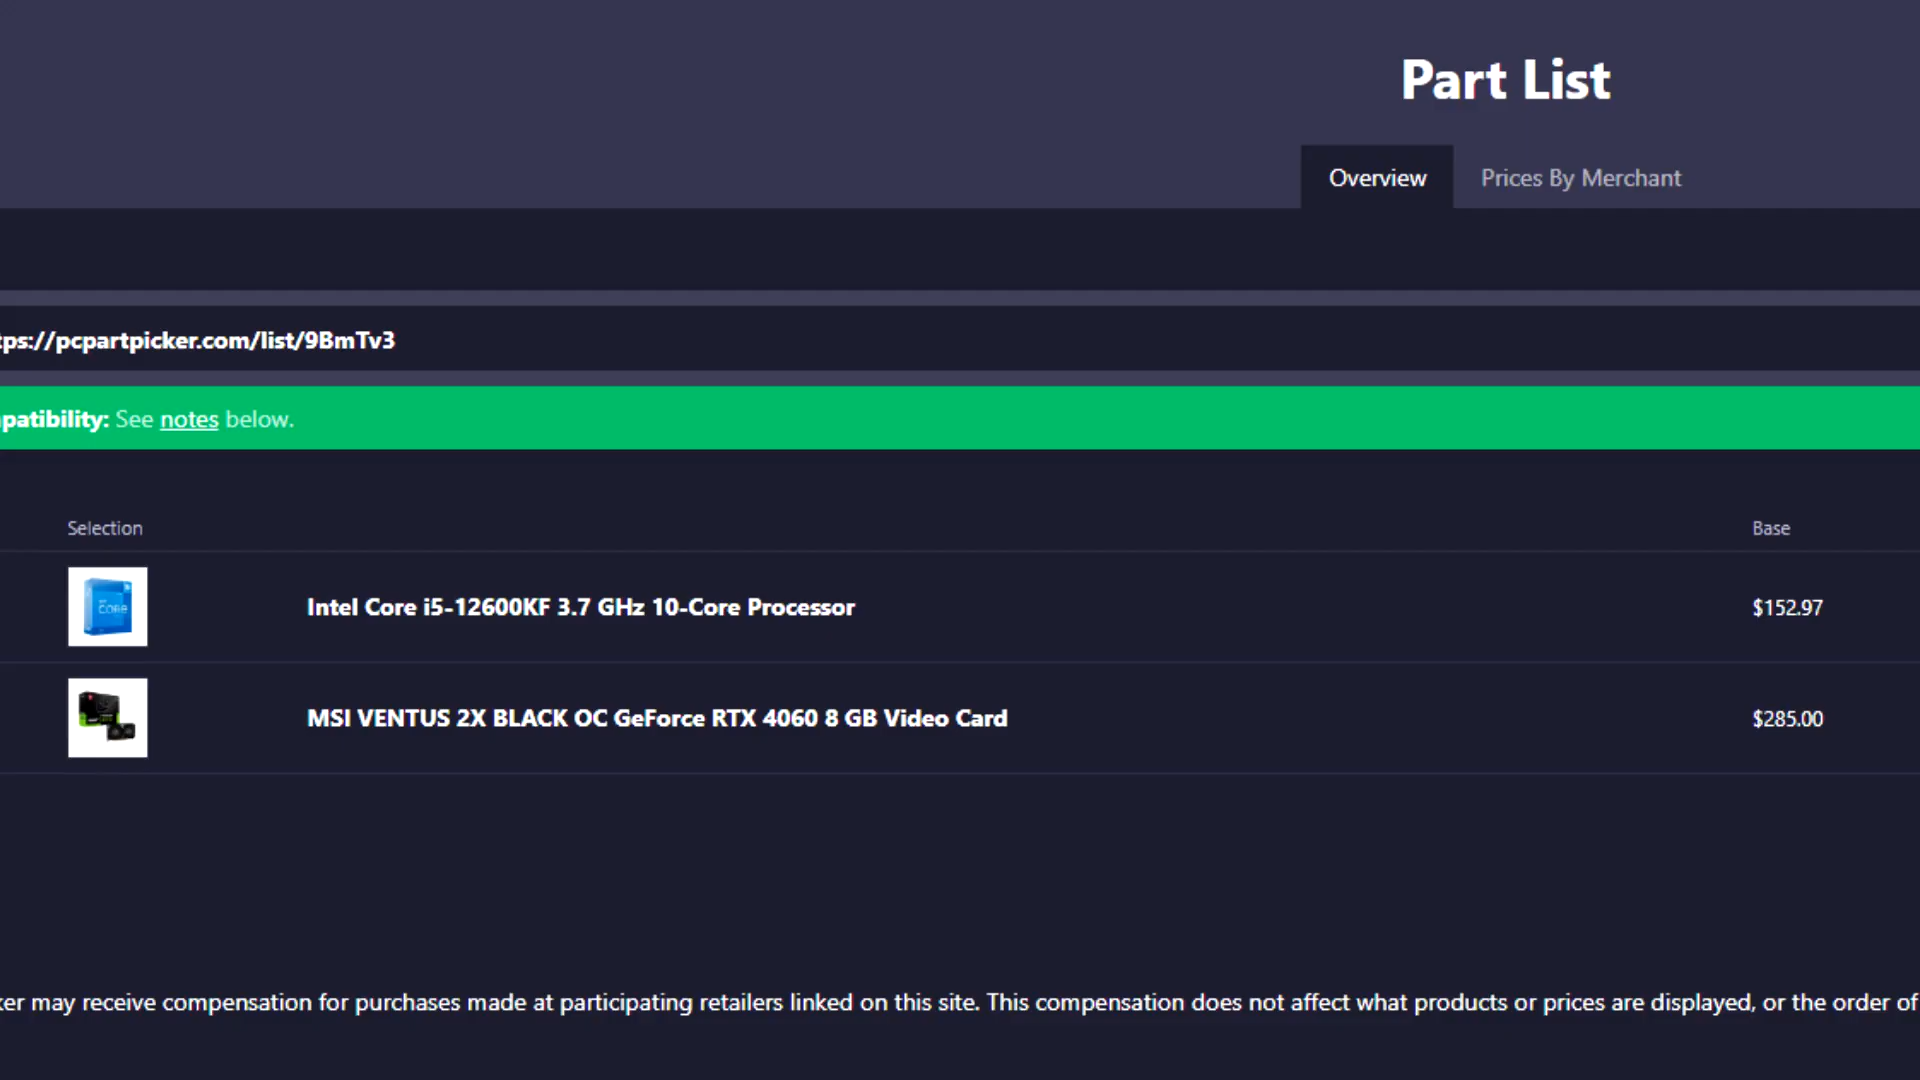 Part List
Overview Prices By Merchant
tps://pcpartpicker.com/list/9BmTv3
patibility: See notes below.
Selection Base
CORE
Intel Core i5-12600KF 3.7 GHz 10-Core Processor $152.97
MSI VENTUS 2X BLACK OC GeForce RTX 4060 8 GB Video Card $285.00
ker may receive compensation for purchases made at participating retailers linked on this site. This compensation does not affect what products or prices are displayed, or the order of